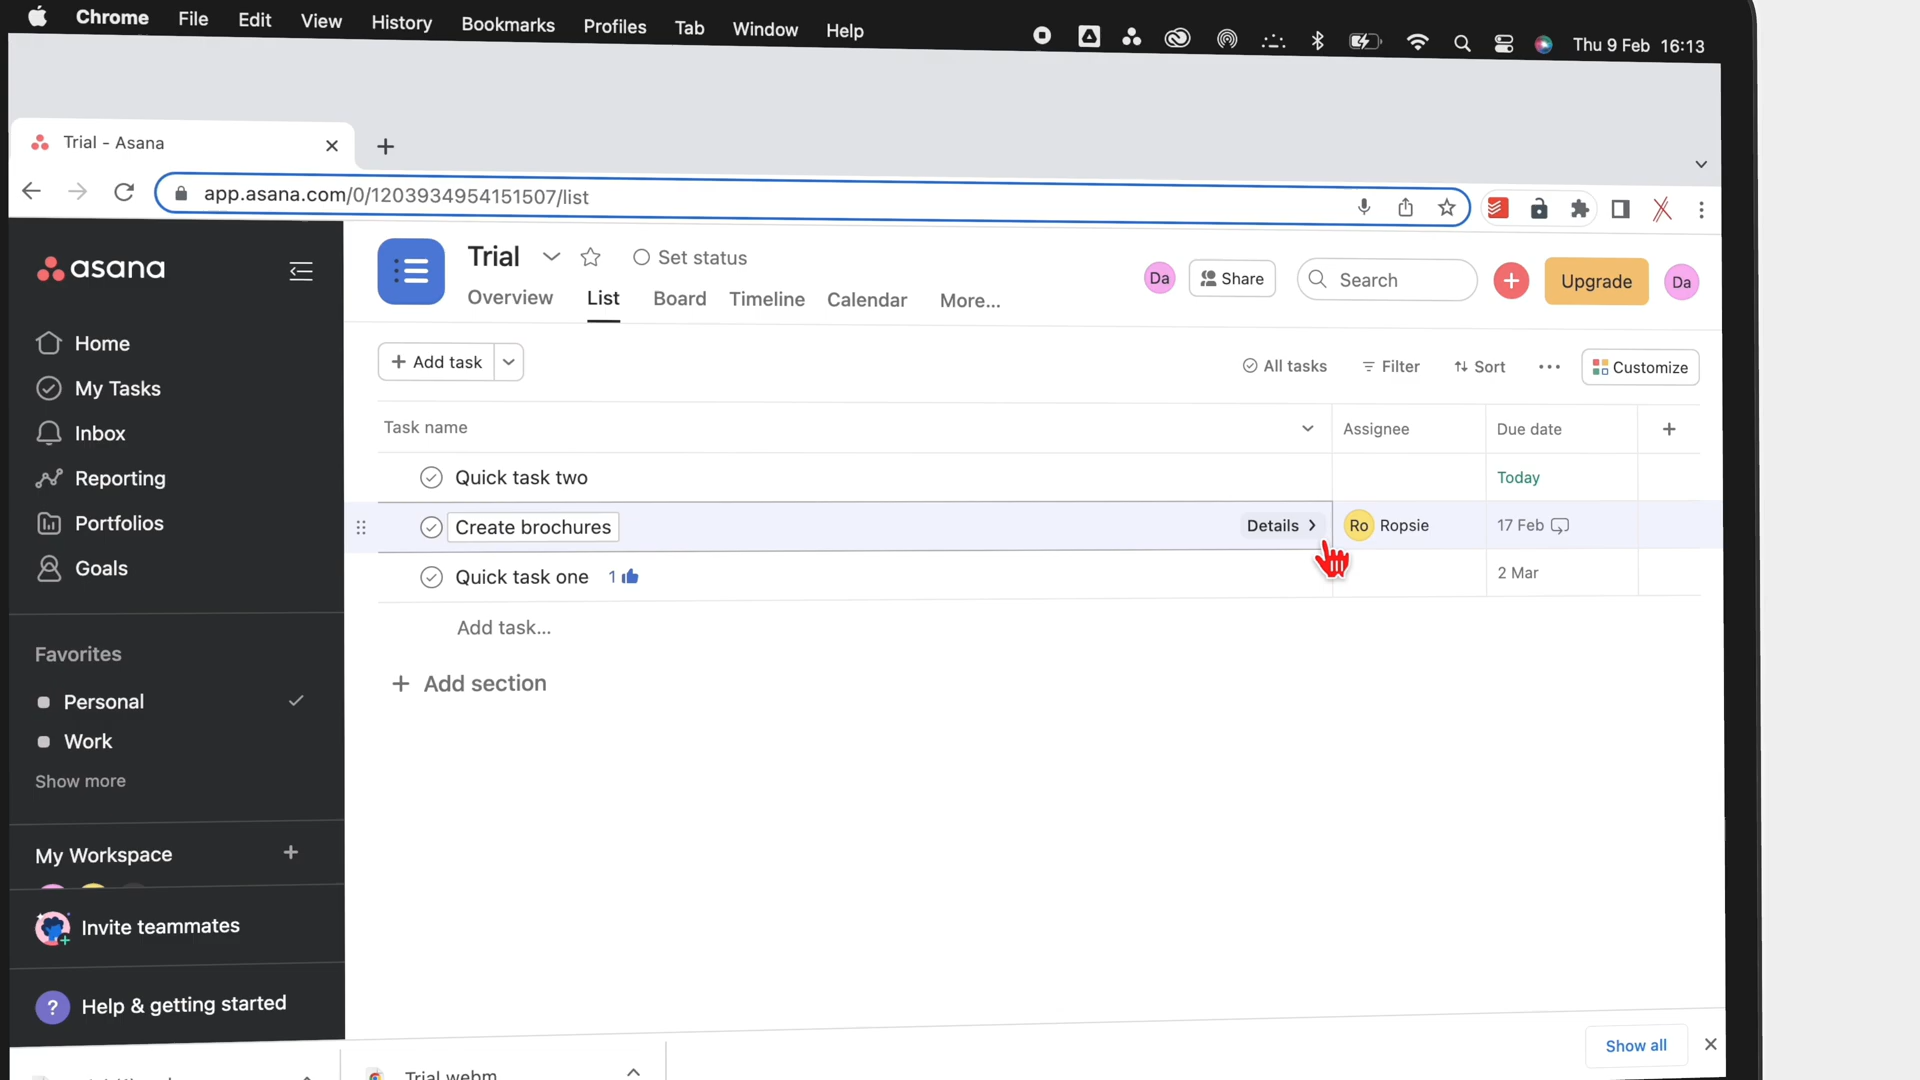 Chrome File Edit View History Bookmarks Profiles Tab Window Help Thu 9 Feb 16:13
Trial - Asana
app.asana.com/0/1203934954151507/list
asana
Home
My Tasks
Inbox
Reporting
Portfolios
Goals
Favorites
Personal
Work
Show more
My Workspace
Invite teammates
? Help & getting started
Trial Set status
Overview List Board Timeline Calendar More...
Da Share Search Upgrade Da
Add task All tasks Filter Sort Customize
Task name Assignee Due date
Quick task two Today
Create brochures Details Ro Ropsie 17 Feb
Quick task one 1 2 Mar
Add task...
+ Add section
Show all
Trial.webm